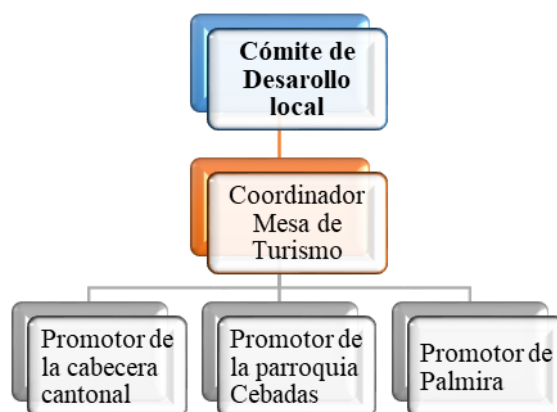 Cómite de
Desarollo
local
Coordinador
Mesa de
Turismo
Promotor de
la cabecera
cantonal
Promotor de
la parroquia
Cebadas
Promotor de
Palmira